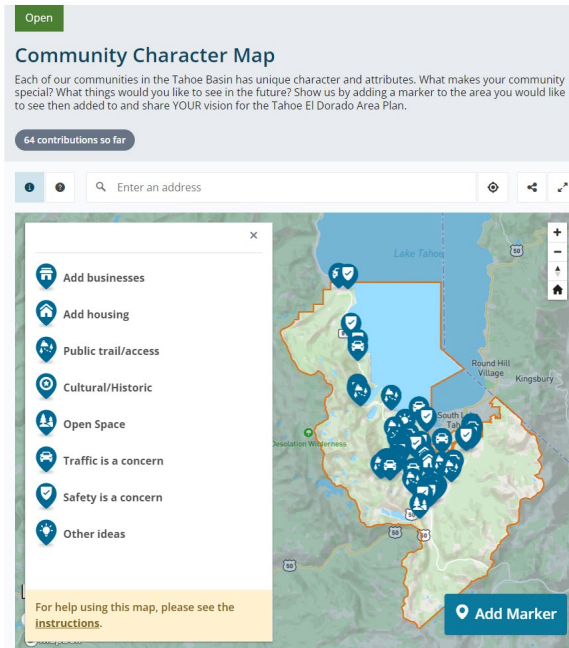 Open
Community Character Map
Each of our communities in the Tahoe Basin has unique character and attributes. What makes your community
special? What things would you like to see in the future? Show us by adding a marker to the area you would like
to see then added to and share YOUR vision for the Tahoe El Dorado Area Plan.
64 contributions so far
Enter an address
Add businesses
Add housing
Public trail/access
Cultural/Historic
Open Space
Traffic is a concern
Safety is a concern
Other ideas
For help using this map, please see the
instructions.
Lake Tahoe
50
Round Hill
Village
Kingsbury
South
Desolation Wilderness
50
50
50
50
Add Marker